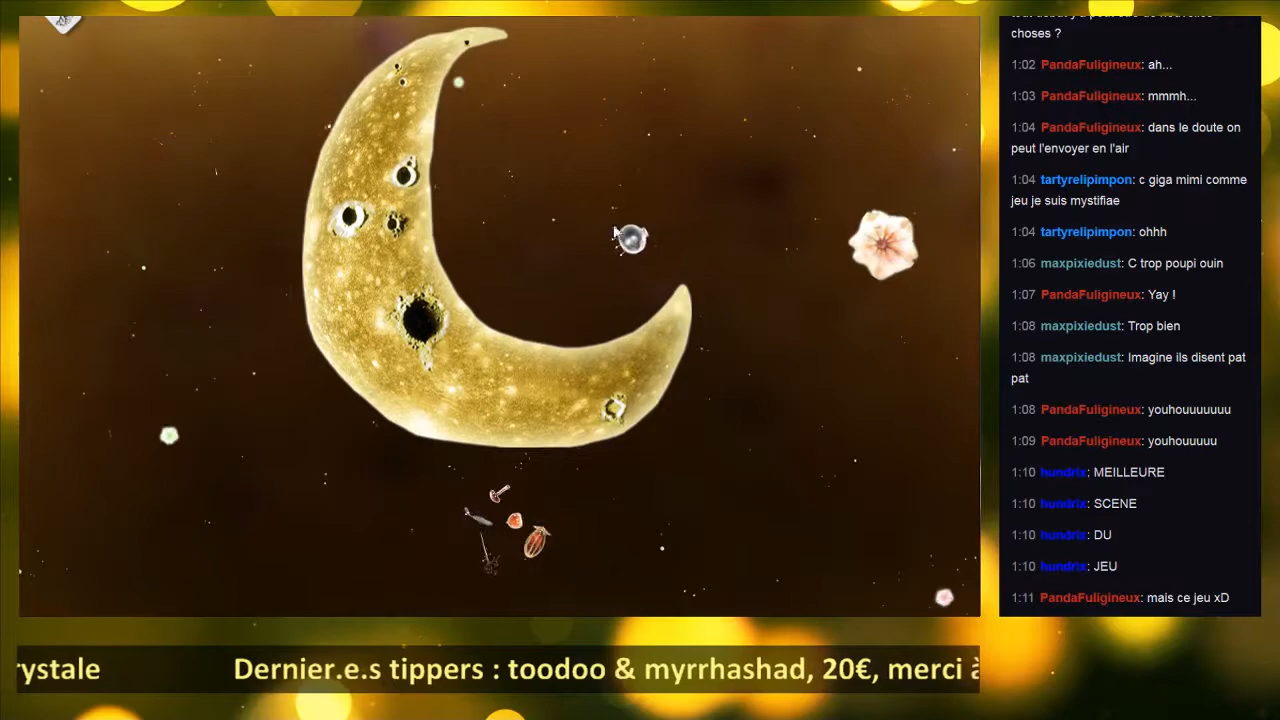 choses ?
1:02 PandaFuligineux: ah...
1:03 PandaFuligineux: mmmh...
1:04 PandaFuligineux: dans le doute on
peut l'envoyer en l'air
1:04 tartyrelipimpon: c giga mimi comme
jeu je suis mystifiae
1:04 tartyrelipimpon: ohhh
1:06 maxpixiedust: C trop poupi ouin
1:07 PandaFuligineux: Yay !
1:08 maxpixiedust: Trop bien
1:08 maxpixiedust: Imagine ils disent pat
pat
1:08 PandaFuligineux: youhouuuuuuu
1:09 PandaFuligineux: youhouuuuu
1:10 hundrix: MEILLEURE
1:10 hundrix: SCENE
1:10 hundrix: DU
1:10 hundrix: JEU
1:11 PandaFuligineux: mais ce jeu xD
rystale Dernier.e.s tippers : toodoo & myrrhashad, 20€, merci à